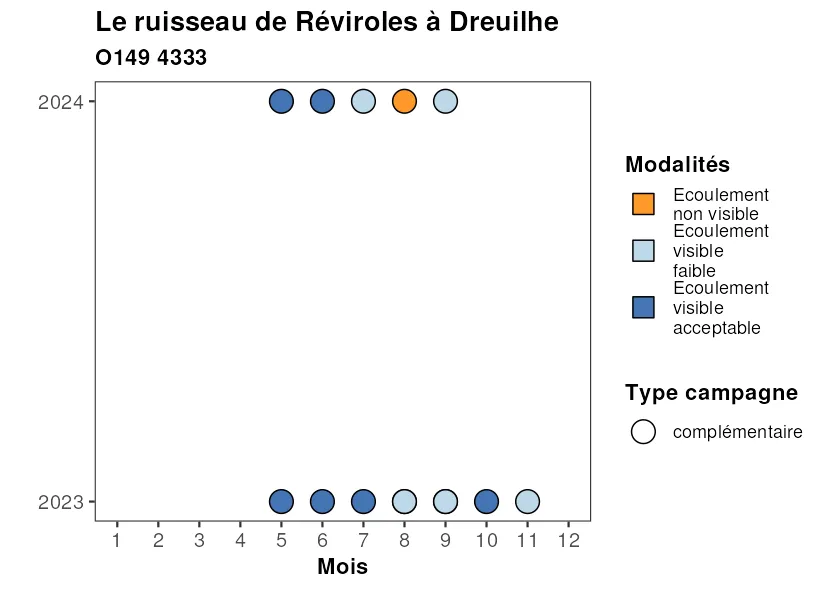 Le ruisseau de Réviroles à Dreuilhe
O149 4333
2024
2023
1 2 3 4 5 6 7 8 9 10 11 12
Mois
Modalités
Ecoulement
non visible
Ecoulement
visible
faible
Ecoulement
visible
acceptable
Type campagne
complémentaire